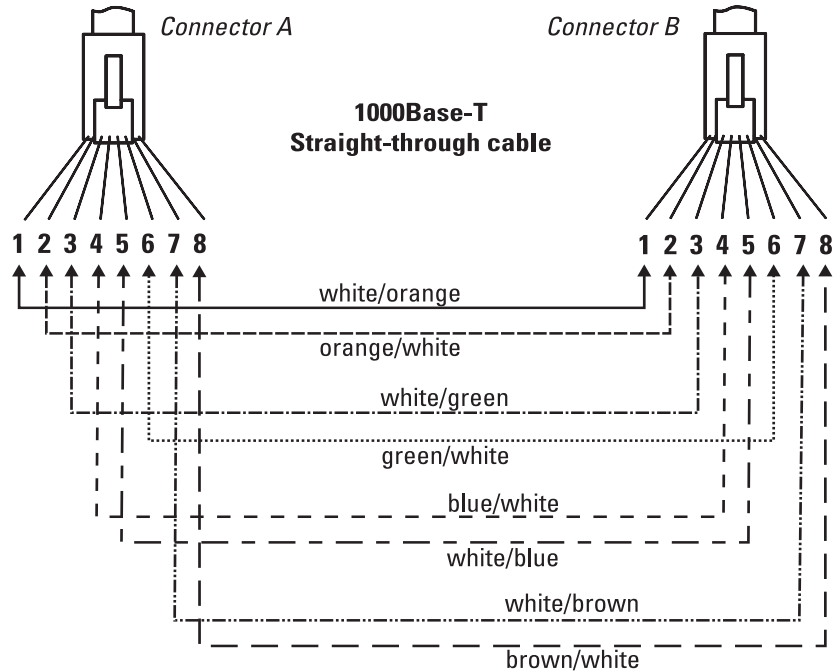 Connector A
Connector B
1000Base-T
Straight-through cable
1 2 3 4 5 6 7 8
1 2 3 4 5 6 7 8
white/orange
orange/white
white/green
green/white
blue/white
white/blue
white/brown
brown/white